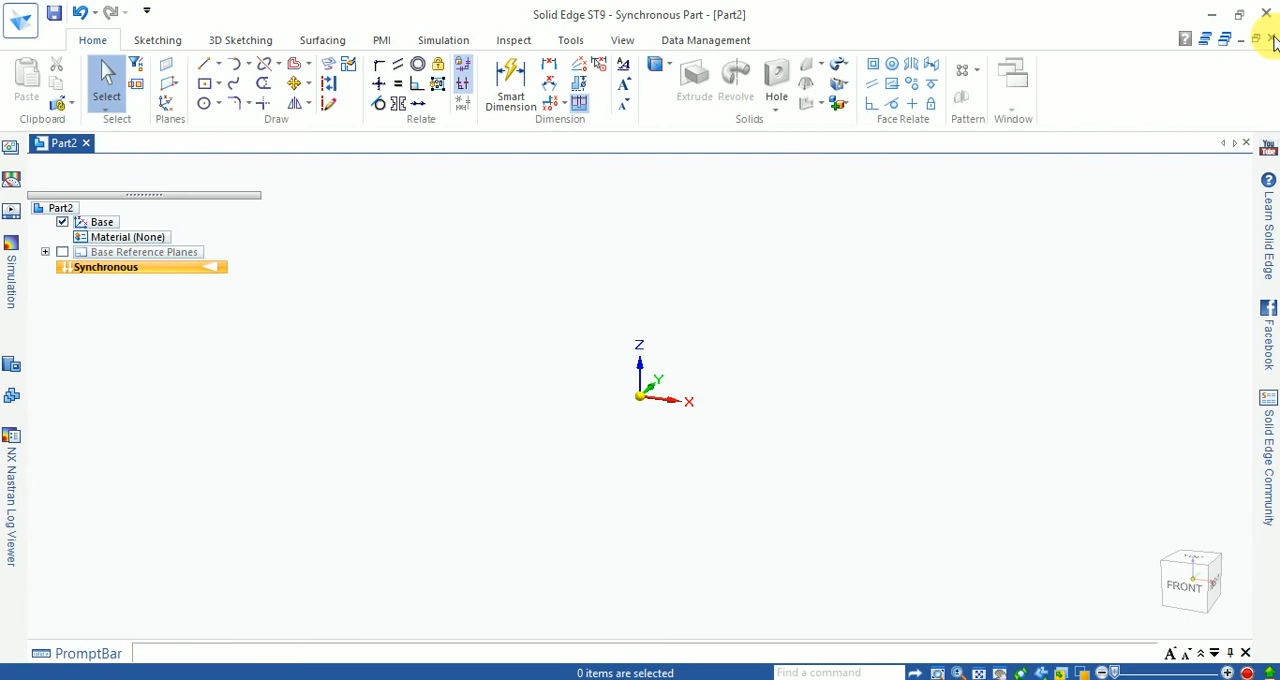 Solid Edge ST9 - Synchronous Part - [Part2]
Home Sketching 3D Sketching Surfacing PMI Simulation Inspect Tools View Data Management
Paste
Clipboard
Select
Select
Planes
Draw
Relate
Smart
Dimension
Dimension
Extrude Revolve Hole
Solids
Face Relate
Pattern
Window
Part2
Part2
Base
Material (None)
Base Reference Planes
Synchronous
Simulation
NX Nastran Log Viewer
You
Tube
Learn Solid Edge
Facebook
Solid Edge Community
Z
Y
X
FRONT
PromptBar
0 items are selected
Find a command